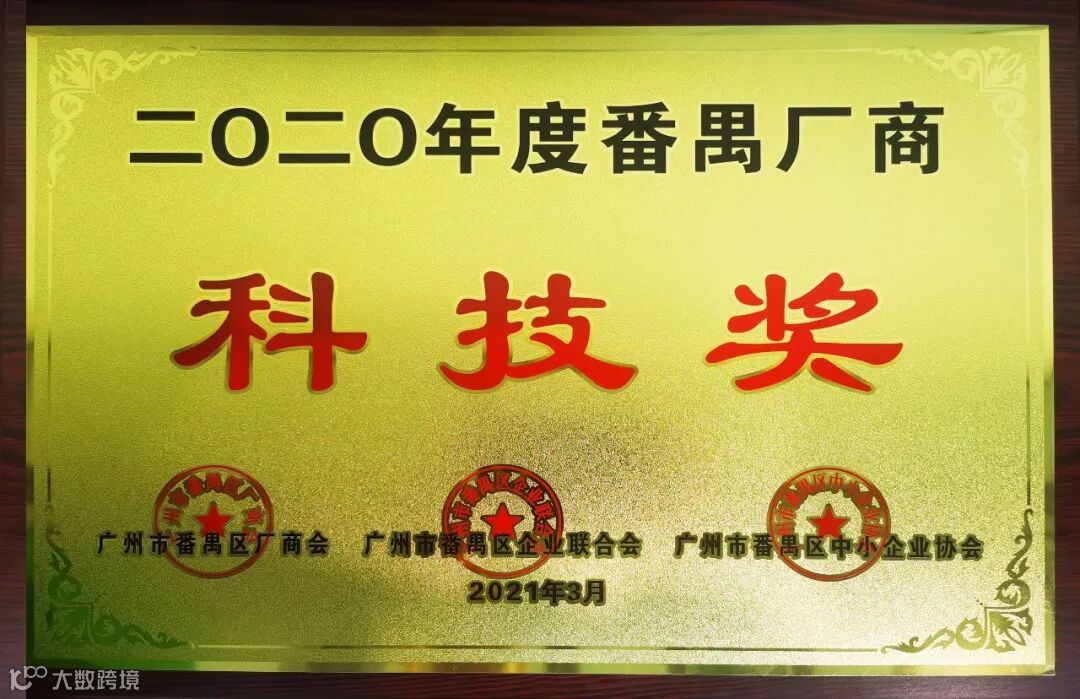 二〇二〇年度番禺厂商
科技奖
广州市番禺区厂商会 广州市番禺区企业联合会 广州市番禺区中小企业协会
2021年3月
大数跨境